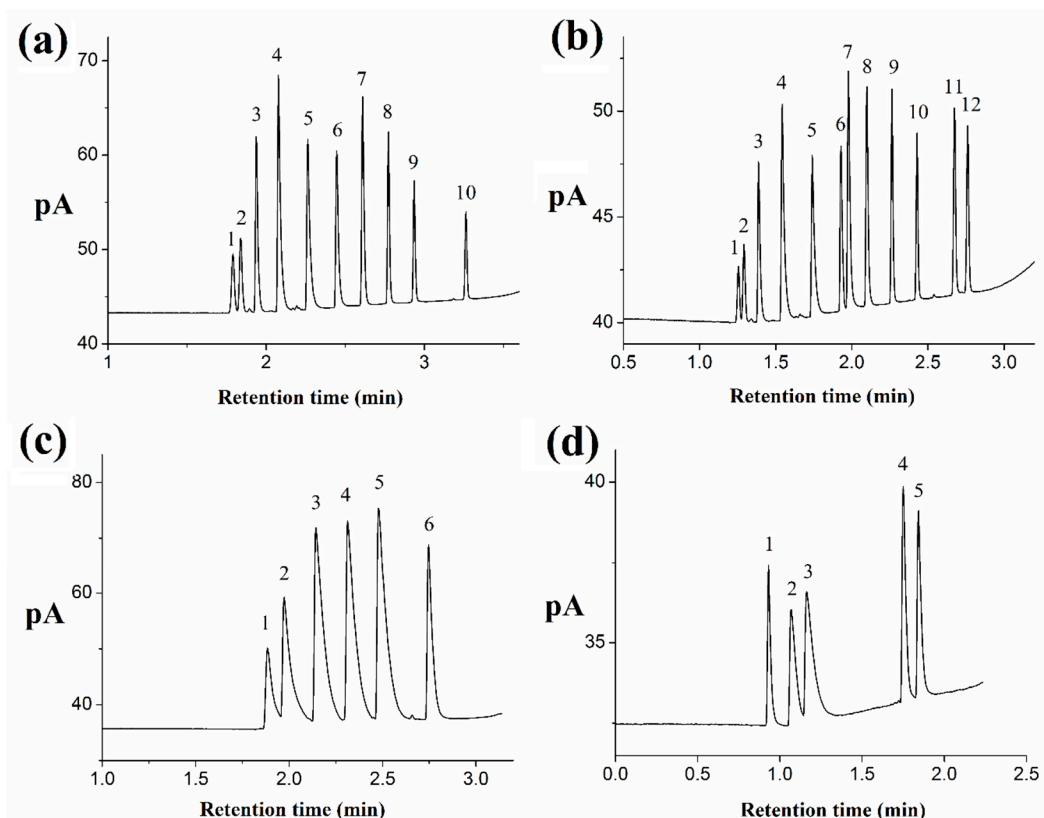 (a)
70
60
50
40
pA
1 2 3 4 5 6 7 8 9 10
1 2 3
Retention time (min)
(b)
50
45
40
pA
1 2 3 4 5 6 7 8 9 10 11 12
0.5 1.0 1.5 2.0 2.5 3.0
Retention time (min)
(c)
80
60
40
pA
1 2 3 4 5 6
1.0 1.5 2.0 2.5 3.0
Retention time (min)
(d)
40
35
pA
1 2 3 4 5
0.0 0.5 1.0 1.5 2.0 2.5
Retention time (min)